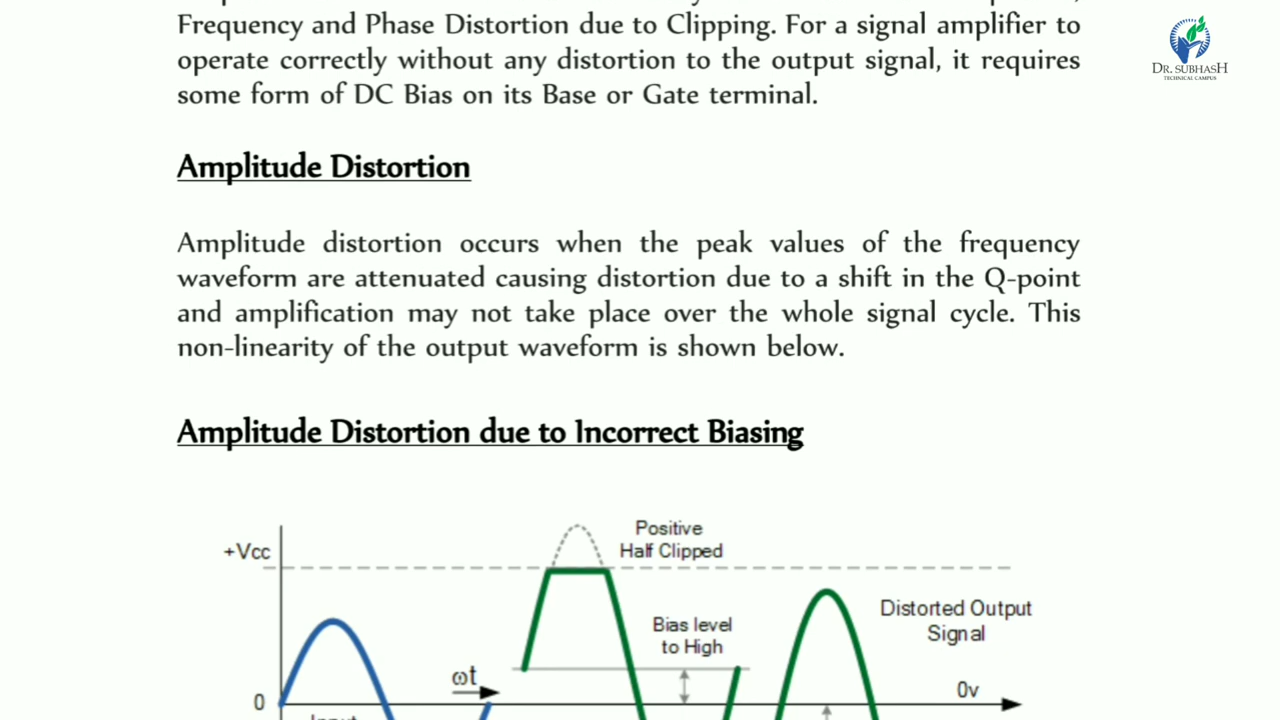 Frequency and Phase Distortion due to Clipping. For a signal amplifier to
operate correctly without any distortion to the output signal, it requires
some form of DC Bias on its Base or Gate terminal.
DR. SUBHASH
TECHNICAL CAMPUS
Amplitude Distortion
Amplitude distortion occurs when the peak values of the frequency
waveform are attenuated causing distortion due to a shift in the Q-point
and amplification may not take place over the whole signal cycle. This
non-linearity of the output waveform is shown below.
Amplitude Distortion due to Incorrect Biasing
Positive
Half Clipped
+Vcc
Bias level
to High
Distorted Output
Signal
ωt
0v
0